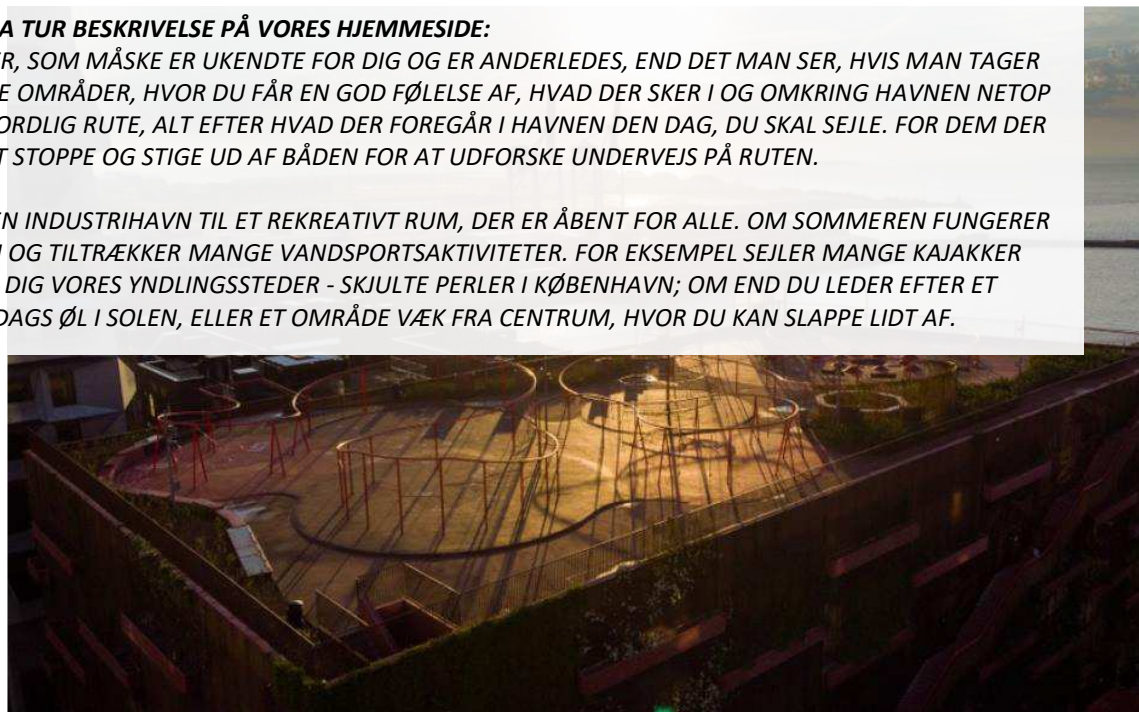 A TUR BESKRIVELSE PÅ VORES HJEMMESIDE:
R, SOM MÅSKE ER UKENDTE FOR DIG OG ER ANDERLEDES, END DET MAN SER, HVIS MAN TAGER
E OMRÅDER, HVOR DU FÅR EN GOD FØLELSE AF, HVAD DER SKER I OG OMKRING HAVNEN NETOP
ORDLIG RUTE, ALT EFTER HVAD DER FOREGÅR I HAVNEN DEN DAG, DU SKAL SEJLE. FOR DEM DER
T STOPPE OG STIGE UD AF BÅDEN FOR AT UDFORSKE UNDERVEJS PÅ RUTEN.
EN INDUSTRIHAVN TIL ET REKREATIVT RUM, DER ER ÅBENT FOR ALLE. OM SOMMEREN FUNGERER
OG TILTRÆKKER MANGE VANDSPORTSAKTIVITETER. FOR EKSEMPEL SEJLER MANGE KAJAKKER
DIG VORES YNDLINGSSTEDER - SKJULTE PERLER I KØBENHAVN; OM END DU LEDER EFTER ET
DAGS ØL I SOLEN, ELLER ET OMRÅDE VÆK FRA CENTRUM, HVOR DU KAN SLAPPE LIDT AF.